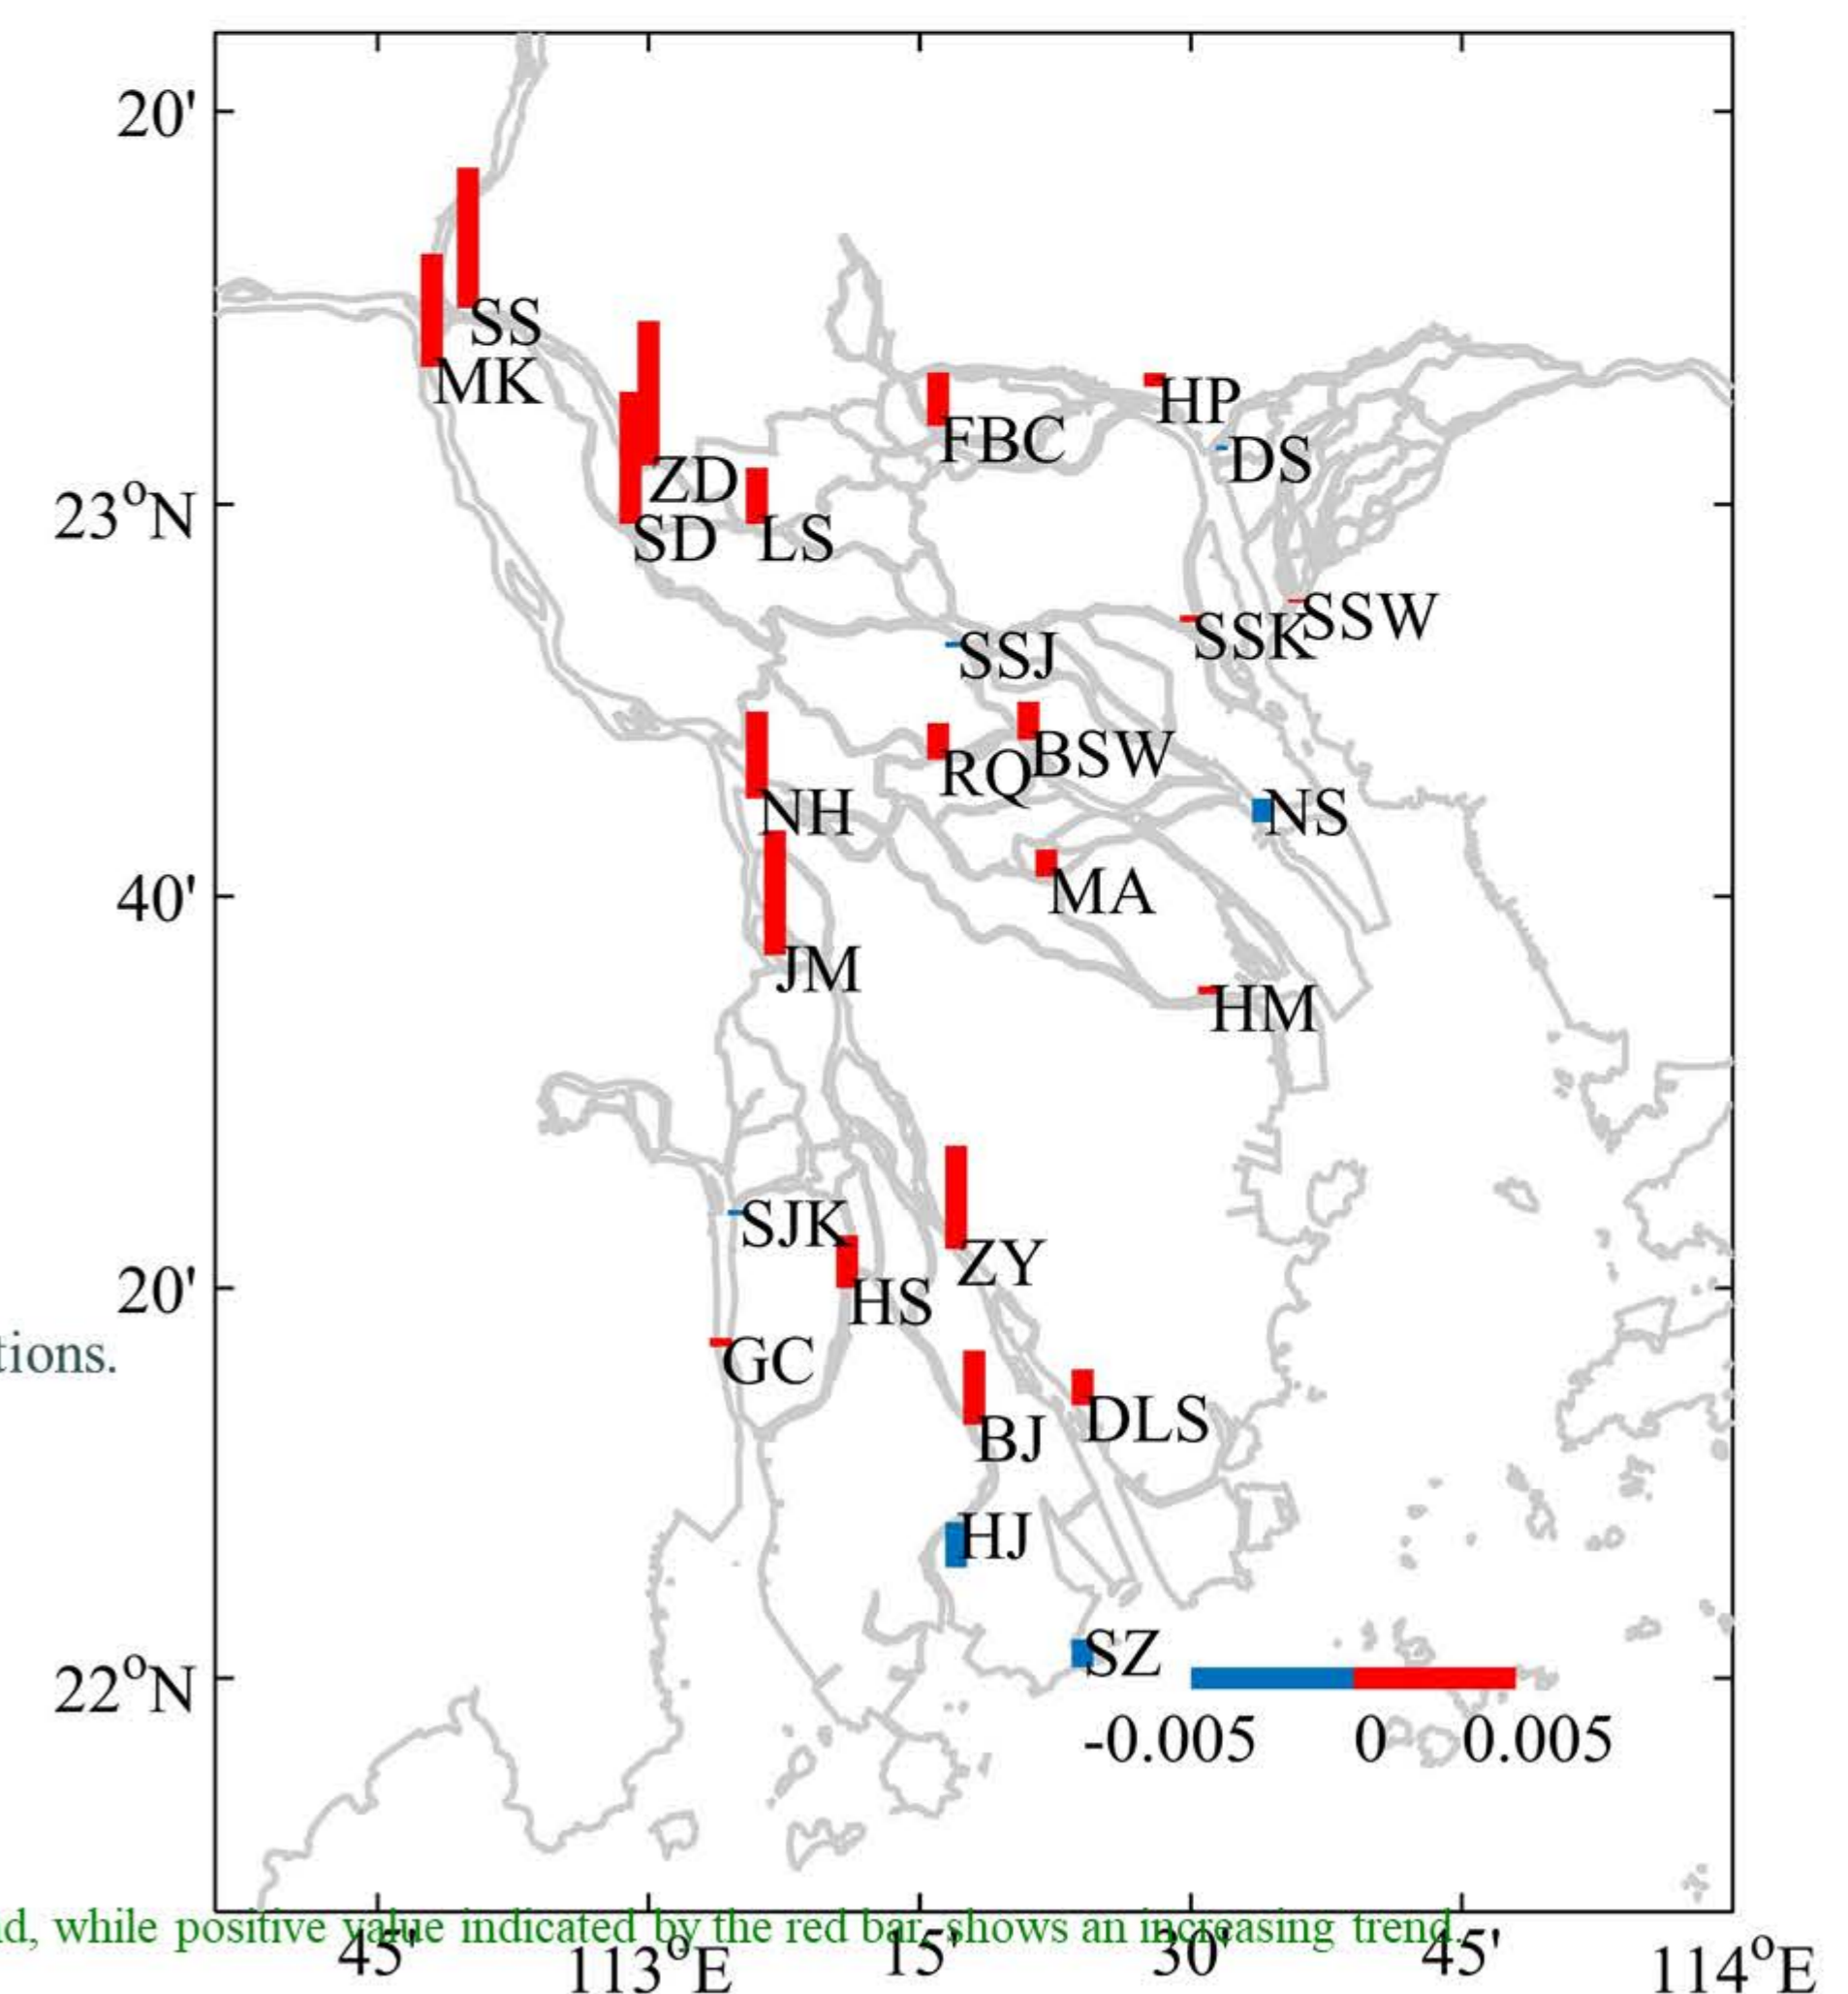 20'
SS
MK
HP
FBC
DS
ZD
23°N
SD
LS
SSW
SSK
SSJ
BSW
RQ
NH
NS
MA
40'
JM
HM
SJK
ZY
20'
HS
tions.
GC
DLS
BJ
HJ
SZ
22°N
-0.005 0 0.005
d, while positive value indicated by the red bar, shows an increasing trend.
45' 113°E 15' 30' 45' 114°E